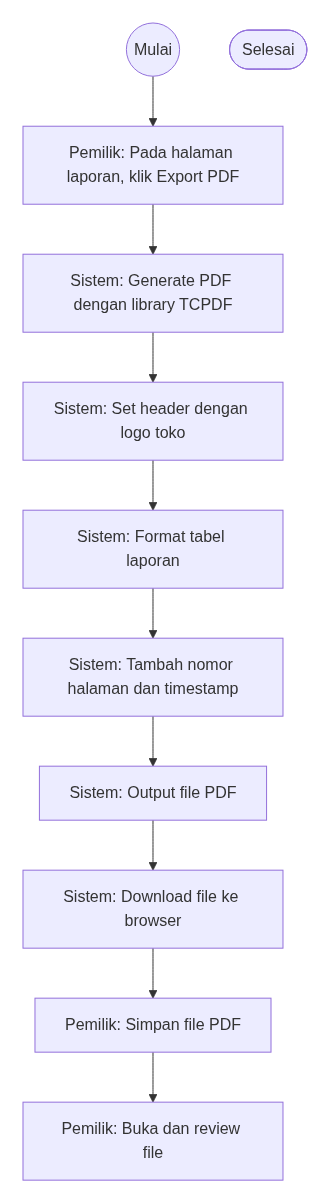 Mulai
Selesai
Pemilik: Pada halaman
laporan, klik Export PDF
Sistem: Generate PDF
dengan library TCPDF
Sistem: Set header dengan
logo toko
Sistem: Format tabel
laporan
Sistem: Tambah nomor
halaman dan timestamp
Sistem: Output file PDF
Sistem: Download file ke
browser
Pemilik: Simpan file PDF
Pemilik: Buka dan review
file